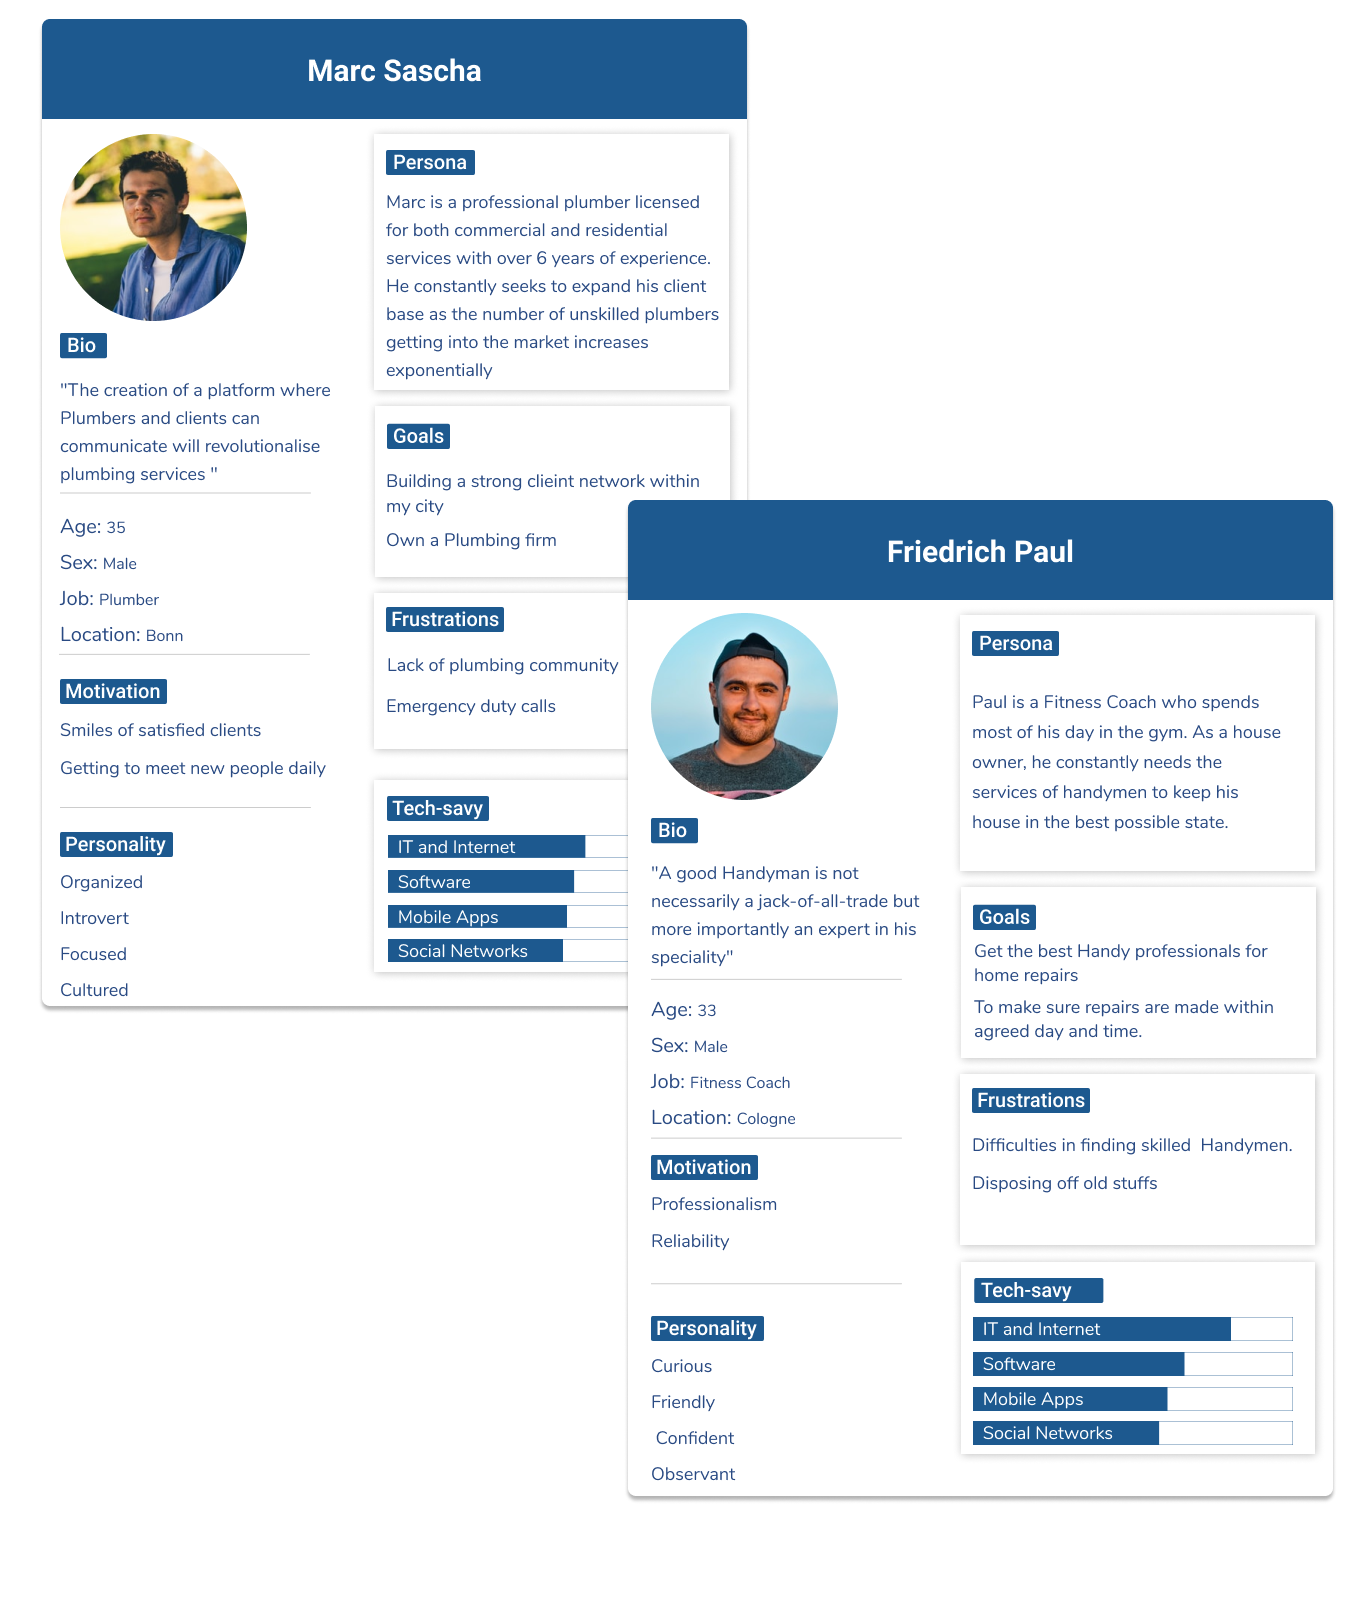 Marc Sascha
Bio
"The creation of a platform where
Plumbers and clients can
communicate will revolutionalise
plumbing services "
Age: 35
Sex: Male
Job: Plumber
Location: Bonn
Motivation
Smiles of satisfied clients
Getting to meet new people daily
Personality
Organized
Introvert
Focused
Cultured
Persona
Marc is a professional plumber licensed
for both commercial and residential
services with over 6 years of experience.
He constantly seeks to expand his client
base as the number of unskilled plumbers
getting into the market increases
exponentially
Goals
Building a strong clieint network within
my city
Own a Plumbing firm
Frustrations
Lack of plumbing community
Emergency duty calls
Tech-savy
IT and Internet
Software
Mobile Apps
Social Networks
Friedrich Paul
Bio
"A good Handyman is not
necessarily a jack-of-all-trade but
more importantly an expert in his
speciality"
Age: 33
Sex: Male
Job: Fitness Coach
Location: Cologne
Motivation
Professionalism
Reliability
Personality
Curious
Friendly
Confident
Observant
Persona
Paul is a Fitness Coach who spends
most of his day in the gym. As a house
owner, he constantly needs the
services of handymen to keep his
house in the best possible state.
Goals
Get the best Handy professionals for
home repairs
To make sure repairs are made within
agreed day and time.
Frustrations
Difficulties in finding skilled  Handymen.
Disposing off old stuffs
Tech-savy
IT and Internet
Software
Mobile Apps
Social Networks